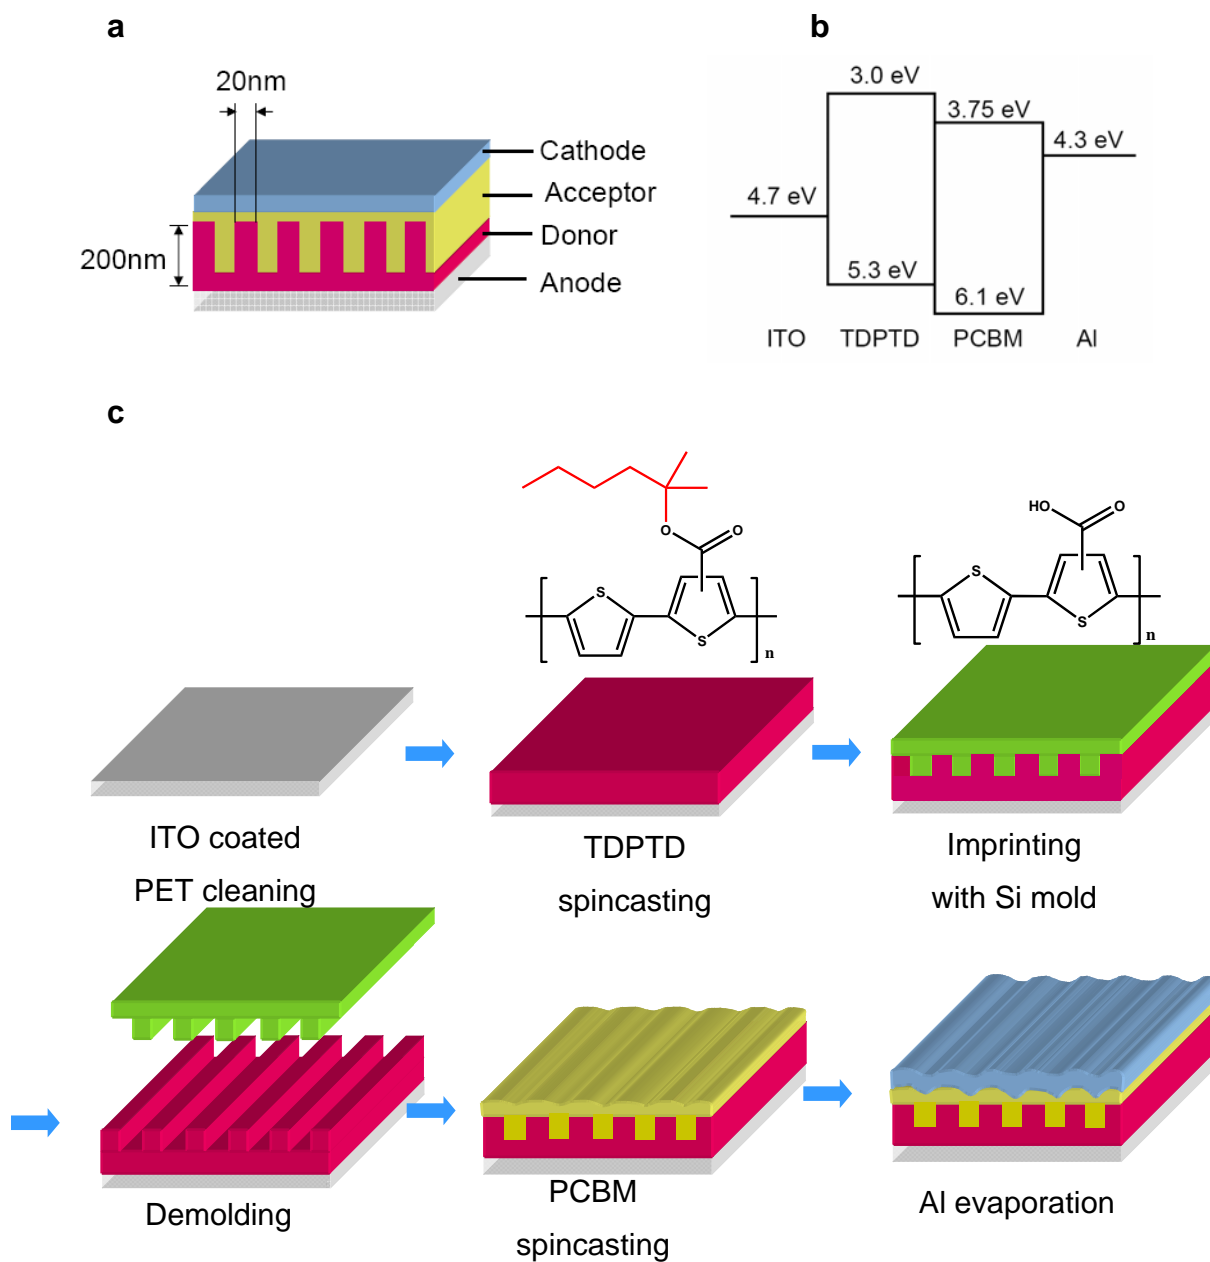 a
20nm
Cathode
Acceptor
Donor
Anode
200nm
b
3.0 eV
3.75 eV
4.3 eV
4.7 eV
5.3 eV
6.1 eV
ITO TDPTD PCBM Al
c
O O
S
S
n
HO O
S
S
n
ITO coated
PET cleaning
TDPTD
spincasting
Imprinting
with Si mold
Demolding
PCBM
spincasting
Al evaporation